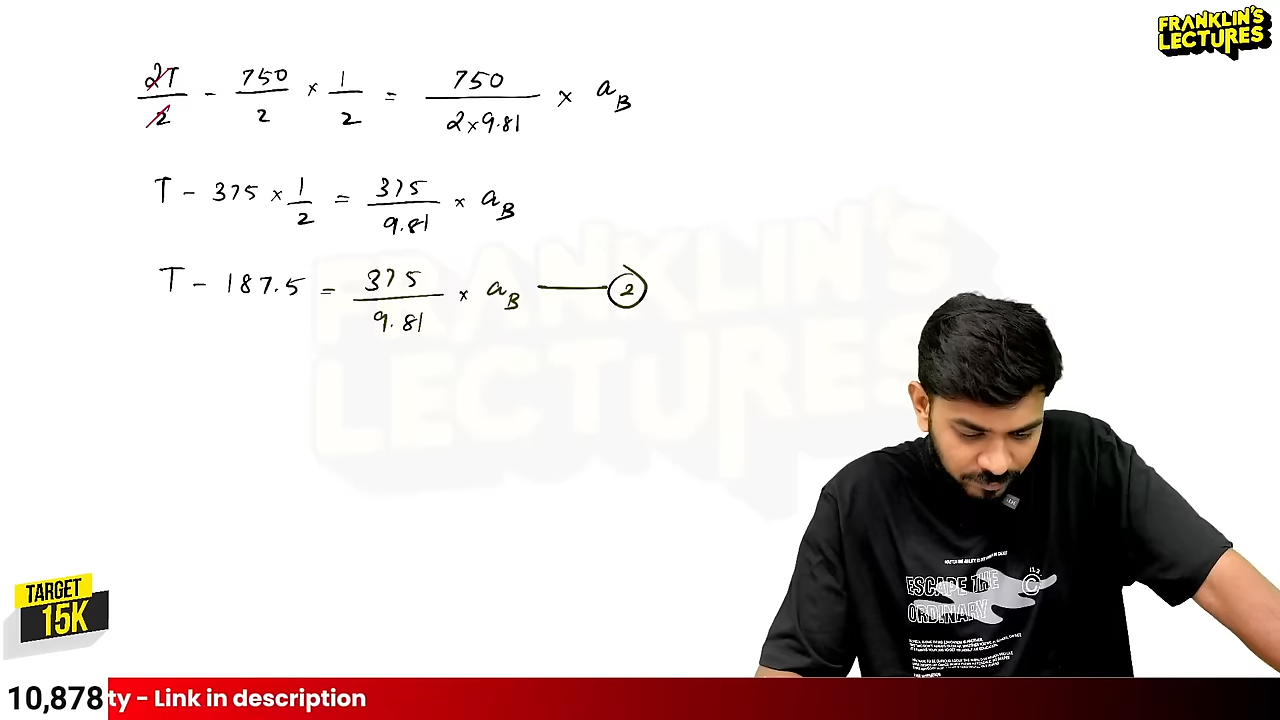 FRANKLIN'S
LECTURES
2T/2 - 750/2 × 1/2 = 750/(2×9.81) × a_B
T - 375 × 1/2 = 375/9.81 × a_B
T - 187.5 = 375/9.81 × a_B —— 2
FRANKLIN'S
LECTURES
ESCAPE THE
ORDINARY
TARGET
15K
10,878
ty - Link in description